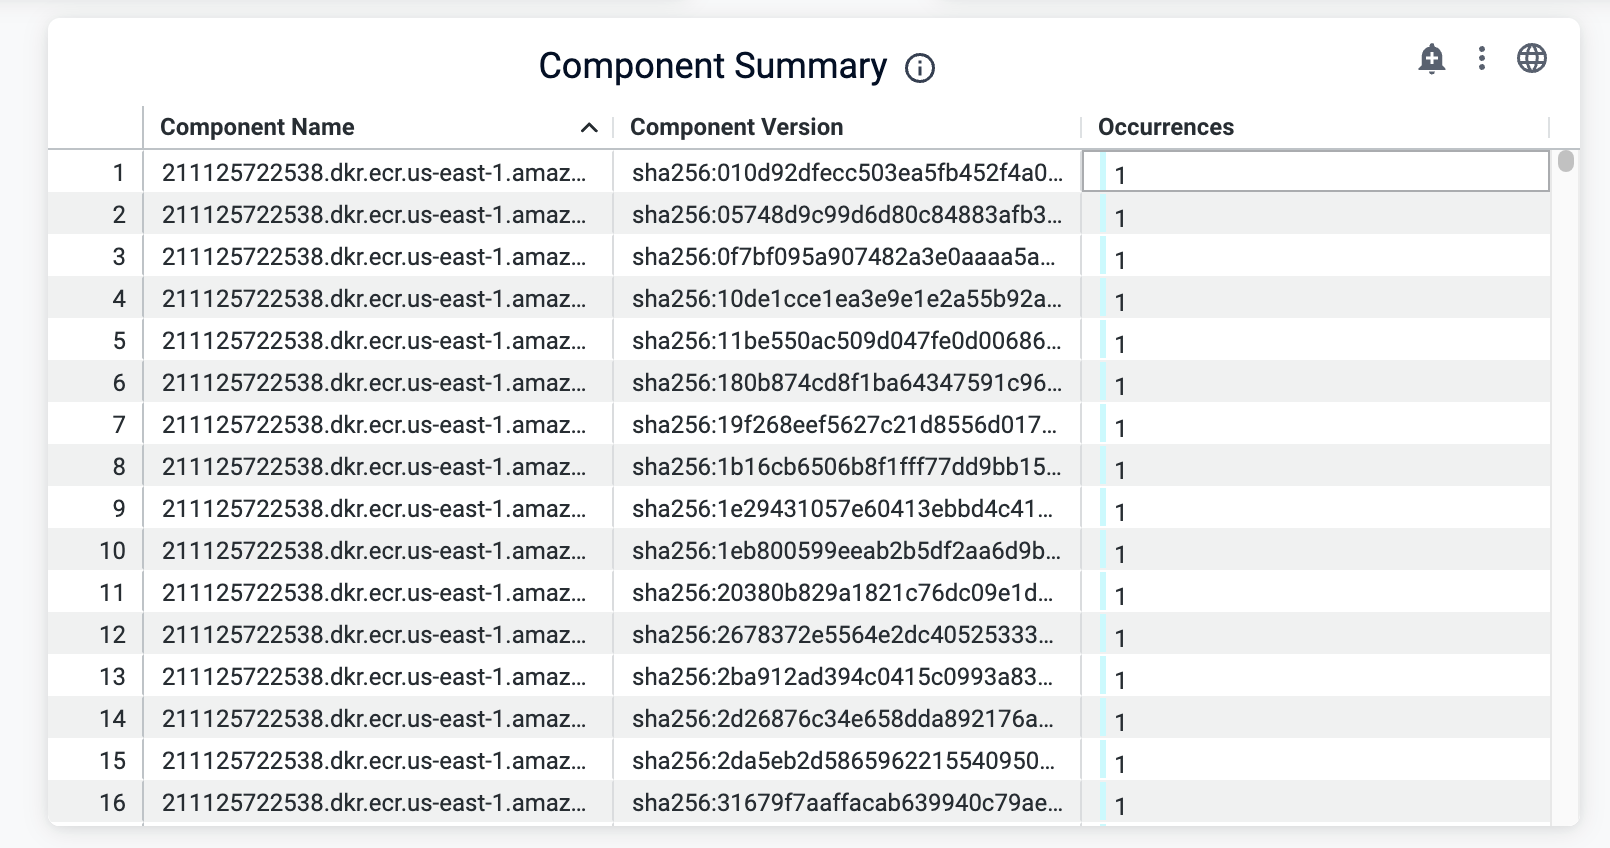 Component Summary
Component Name Component Version Occurrences
1 211125722538.dkr.ecr.us-east-1.amaz... sha256:010d92dfecc503ea5fb452f4a0... 1
2 211125722538.dkr.ecr.us-east-1.amaz... sha256:05748d9c99d6d80c84883afb3... 1
3 211125722538.dkr.ecr.us-east-1.amaz... sha256:0f7bf095a907482a3e0aaaa5a... 1
4 211125722538.dkr.ecr.us-east-1.amaz... sha256:10de1cce1ea3e9e1e2a55b92a... 1
5 211125722538.dkr.ecr.us-east-1.amaz... sha256:11be550ac509d047fe0d00686... 1
6 211125722538.dkr.ecr.us-east-1.amaz... sha256:180b874cd8f1ba64347591c96... 1
7 211125722538.dkr.ecr.us-east-1.amaz... sha256:19f268eef5627c21d8556d017... 1
8 211125722538.dkr.ecr.us-east-1.amaz... sha256:1b16cb6506b8f1fff77dd9bb15... 1
9 211125722538.dkr.ecr.us-east-1.amaz... sha256:1e29431057e60413ebbd4c41... 1
10 211125722538.dkr.ecr.us-east-1.amaz... sha256:1eb800599eeab2b5df2aa6d9b... 1
11 211125722538.dkr.ecr.us-east-1.amaz... sha256:20380b829a1821c76dc09e1d... 1
12 211125722538.dkr.ecr.us-east-1.amaz... sha256:2678372e5564e2dc40525333... 1
13 211125722538.dkr.ecr.us-east-1.amaz... sha256:2ba912ad394c0415c0993a83... 1
14 211125722538.dkr.ecr.us-east-1.amaz... sha256:2d26876c34e658dda892176a... 1
15 211125722538.dkr.ecr.us-east-1.amaz... sha256:2da5eb2d5865962215540950... 1
16 211125722538.dkr.ecr.us-east-1.amaz... sha256:31679f7aaffacab639940c79ae... 1